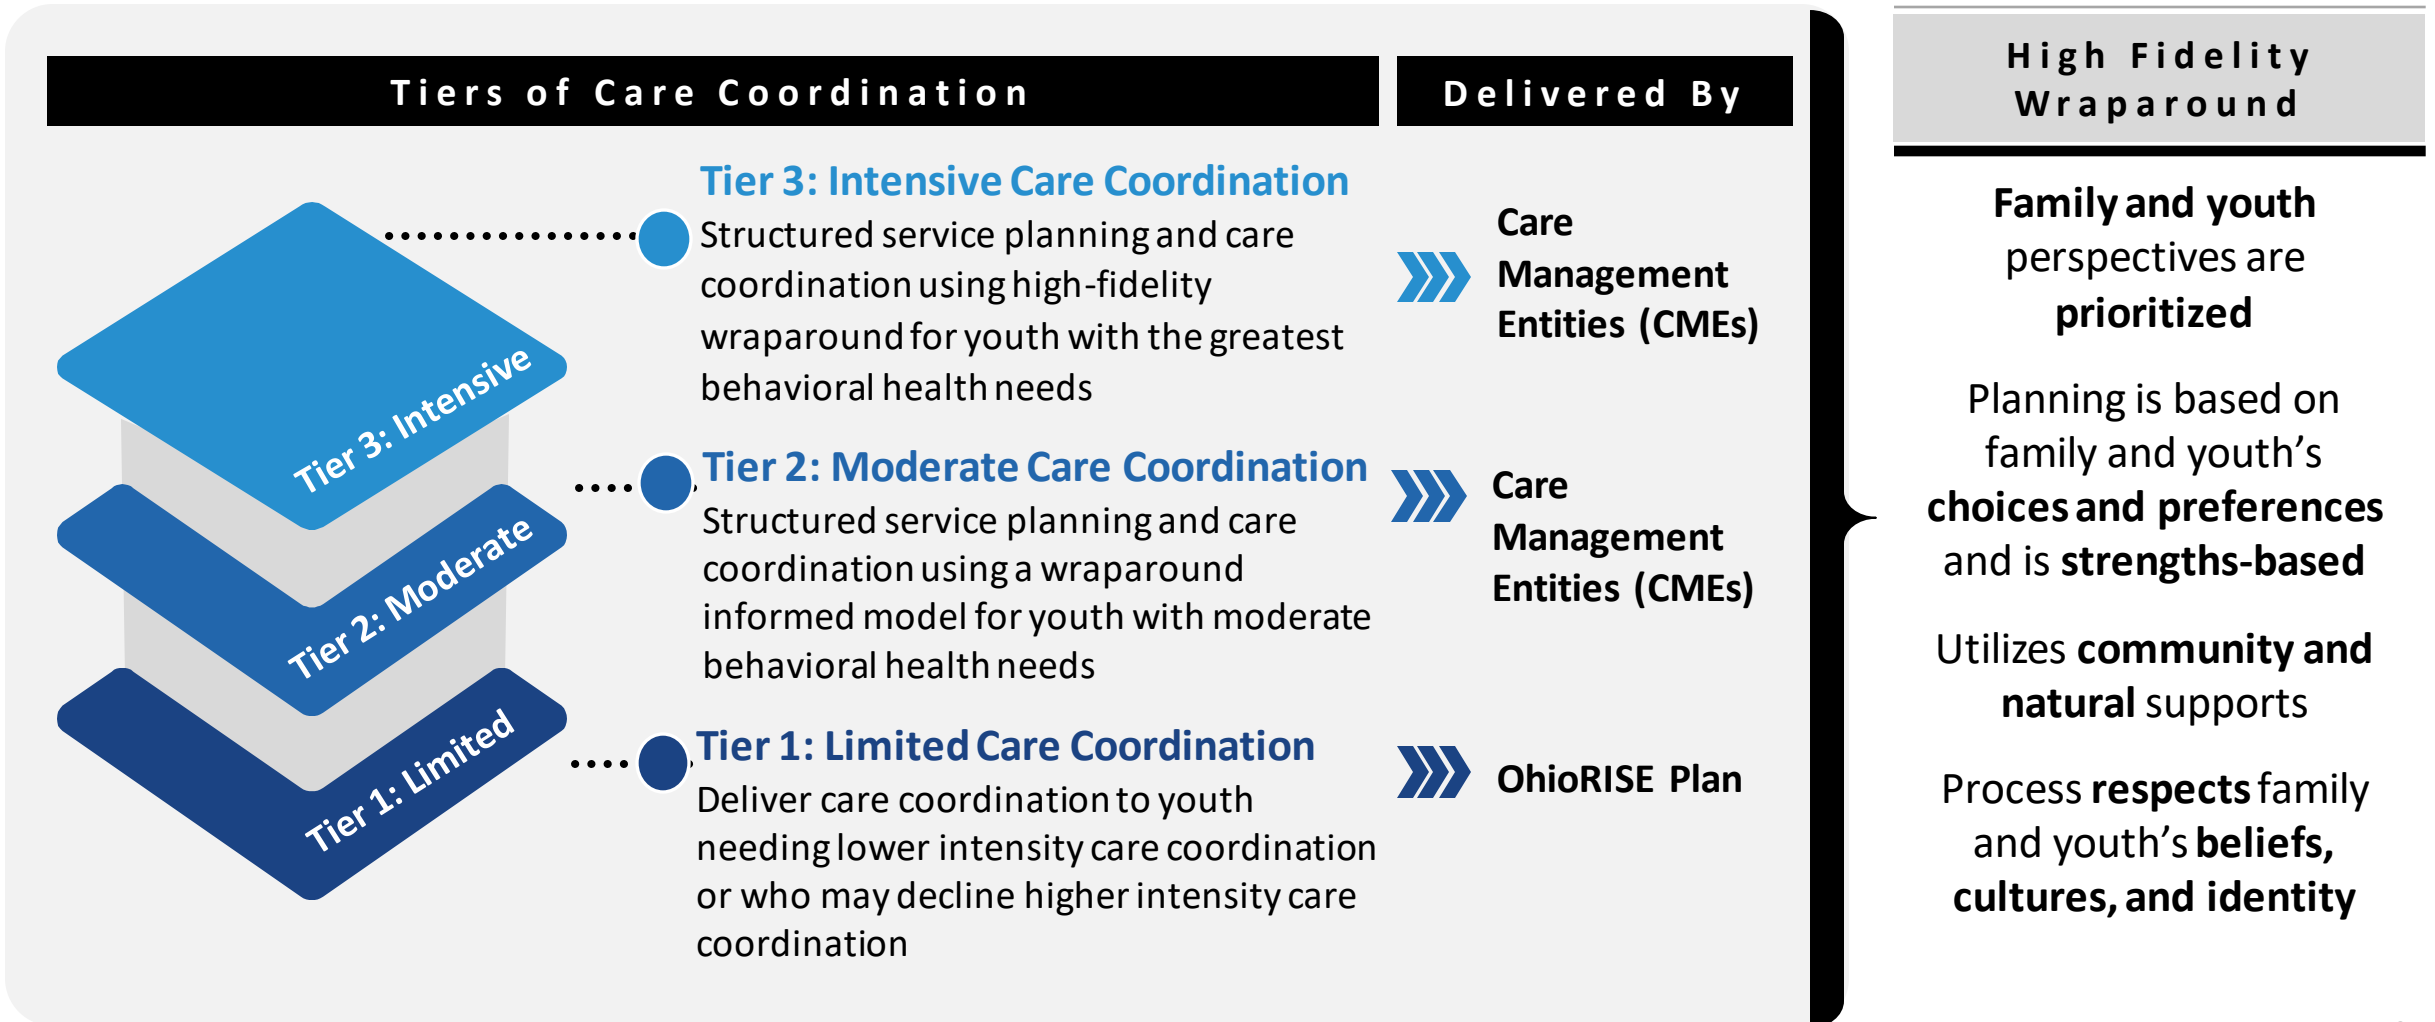 Tiers of Care Coordination
Delivered By
Tier 3: Intensive
Tier 2: Moderate
Tier 1: Limited
Tier 3: Intensive Care Coordination
Structured service planning and care
coordination using high-fidelity
wraparound for youth with the greatest
behavioral health needs
Care
Management
Entities (CMEs)
Tier 2: Moderate Care Coordination
Structured service planning and care
coordination using a wraparound
informed model for youth with moderate
behavioral health needs
Care
Management
Entities (CMEs)
Tier 1: Limited Care Coordination
Deliver care coordination to youth
needing lower intensity care coordination
or who may decline higher intensity care
coordination
OhioRISE Plan
High Fidelity
Wraparound
Family and youth
perspectives are
prioritized
Planning is based on
family and youth’s
choices and preferences
and is strengths-based
Utilizes community and
natural supports
Process respects family
and youth’s beliefs,
cultures, and identity